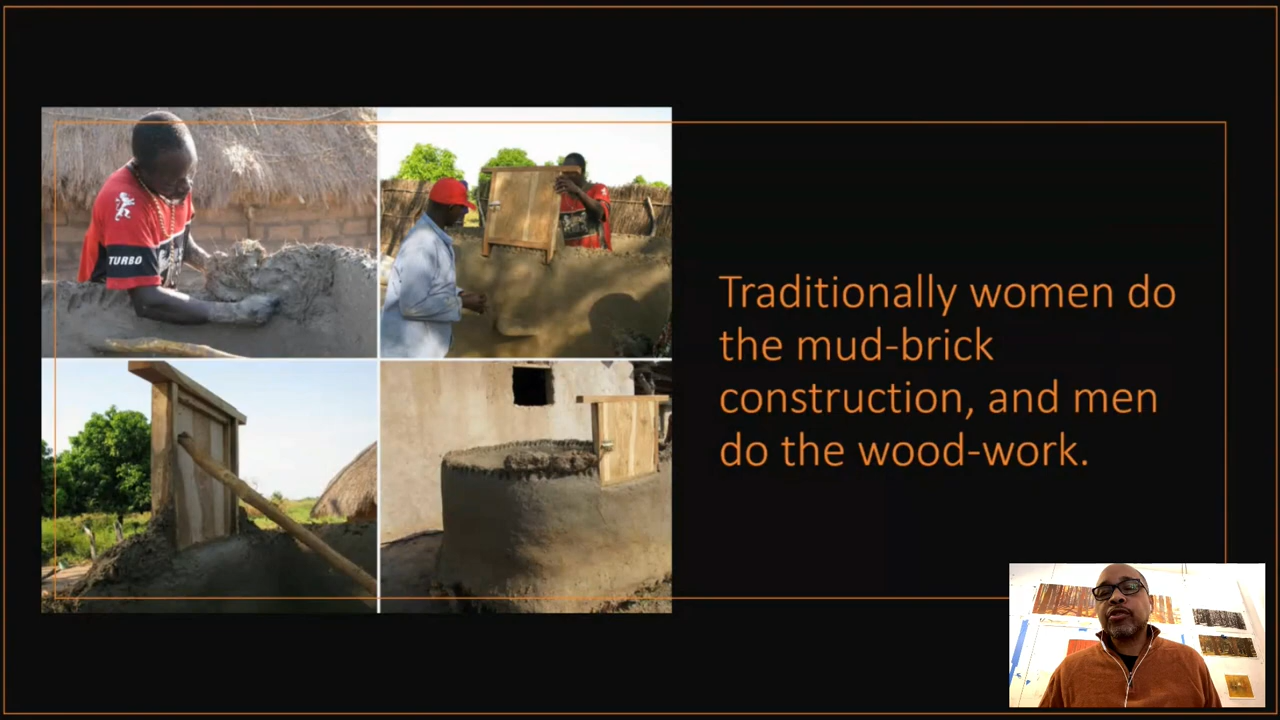 TURBO
Traditionally women do
the mud-brick
construction, and men
do the wood-work.